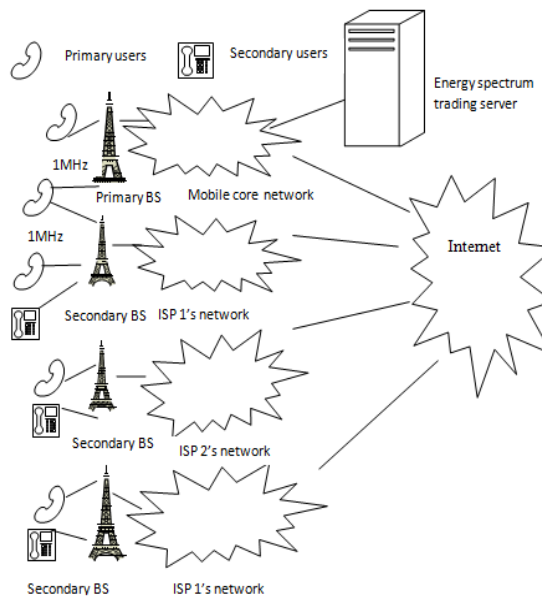 Primary users
Secondary users
Energy spectrum
trading server
1MHz
Primary BS
Mobile core network
1MHz
Internet
Secondary BS
ISP 1's network
Secondary BS
ISP 2's network
Secondary BS
ISP 1's network